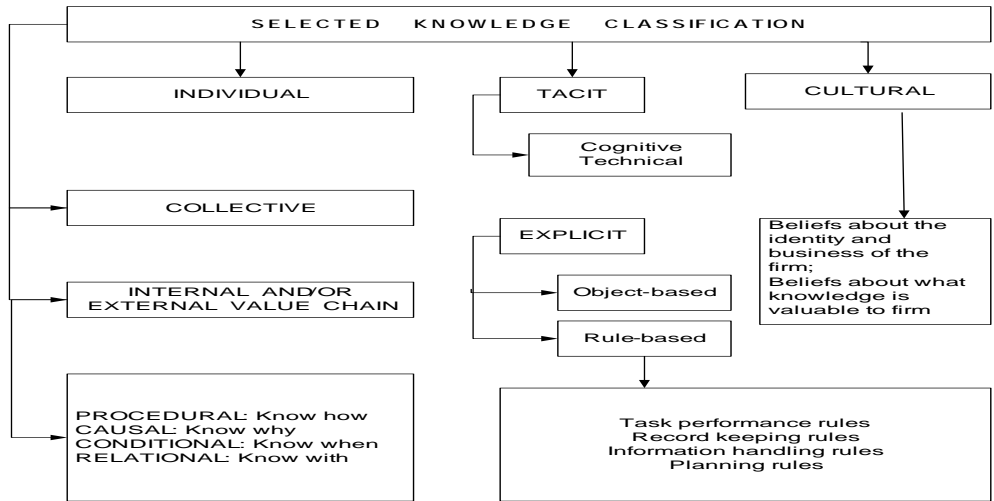 SELECTED KNOWLEDGE CLASSIFICATION
INDIVIDUAL
TACIT
CULTURAL
Cognitive
Technical
COLLECTIVE
EXPLICIT
Beliefs about the
identity and
business of the
firm;
Beliefs about what
knowledge is
valuable to firm
INTERNAL AND/OR
EXTERNAL VALUE CHAIN
Object-based
Rule-based
PROCEDURAL: Know how
CAUSAL: Know why
CONDITIONAL: Know when
RELATIONAL: Know with
Task performance rules
Record keeping rules
Information handling rules
Planning rules